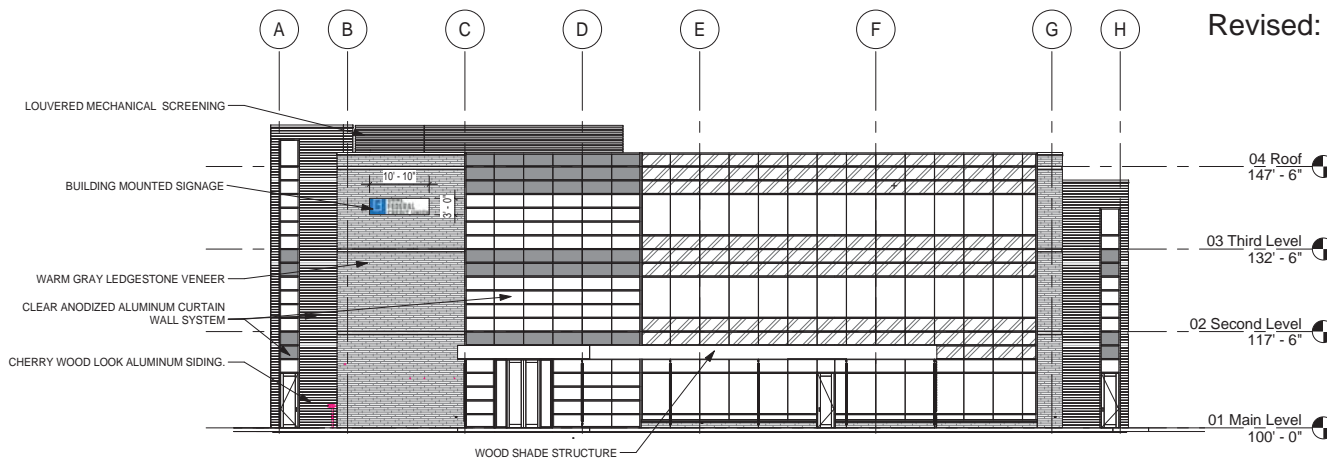 A B C D E F G H
Revised:
LOUVERED MECHANICAL SCREENING
BUILDING MOUNTED SIGNAGE
10' - 10"
3' - 0"
FEDERAL
WARM GRAY LEDGESTONE VENEER
CLEAR ANODIZED ALUMINUM CURTAIN
WALL SYSTEM
CHERRY WOOD LOOK ALUMINUM SIDING.
WOOD SHADE STRUCTURE
04 Roof
147' - 6"
03 Third Level
132' - 6"
02 Second Level
117' - 6"
01 Main Level
100' - 0"